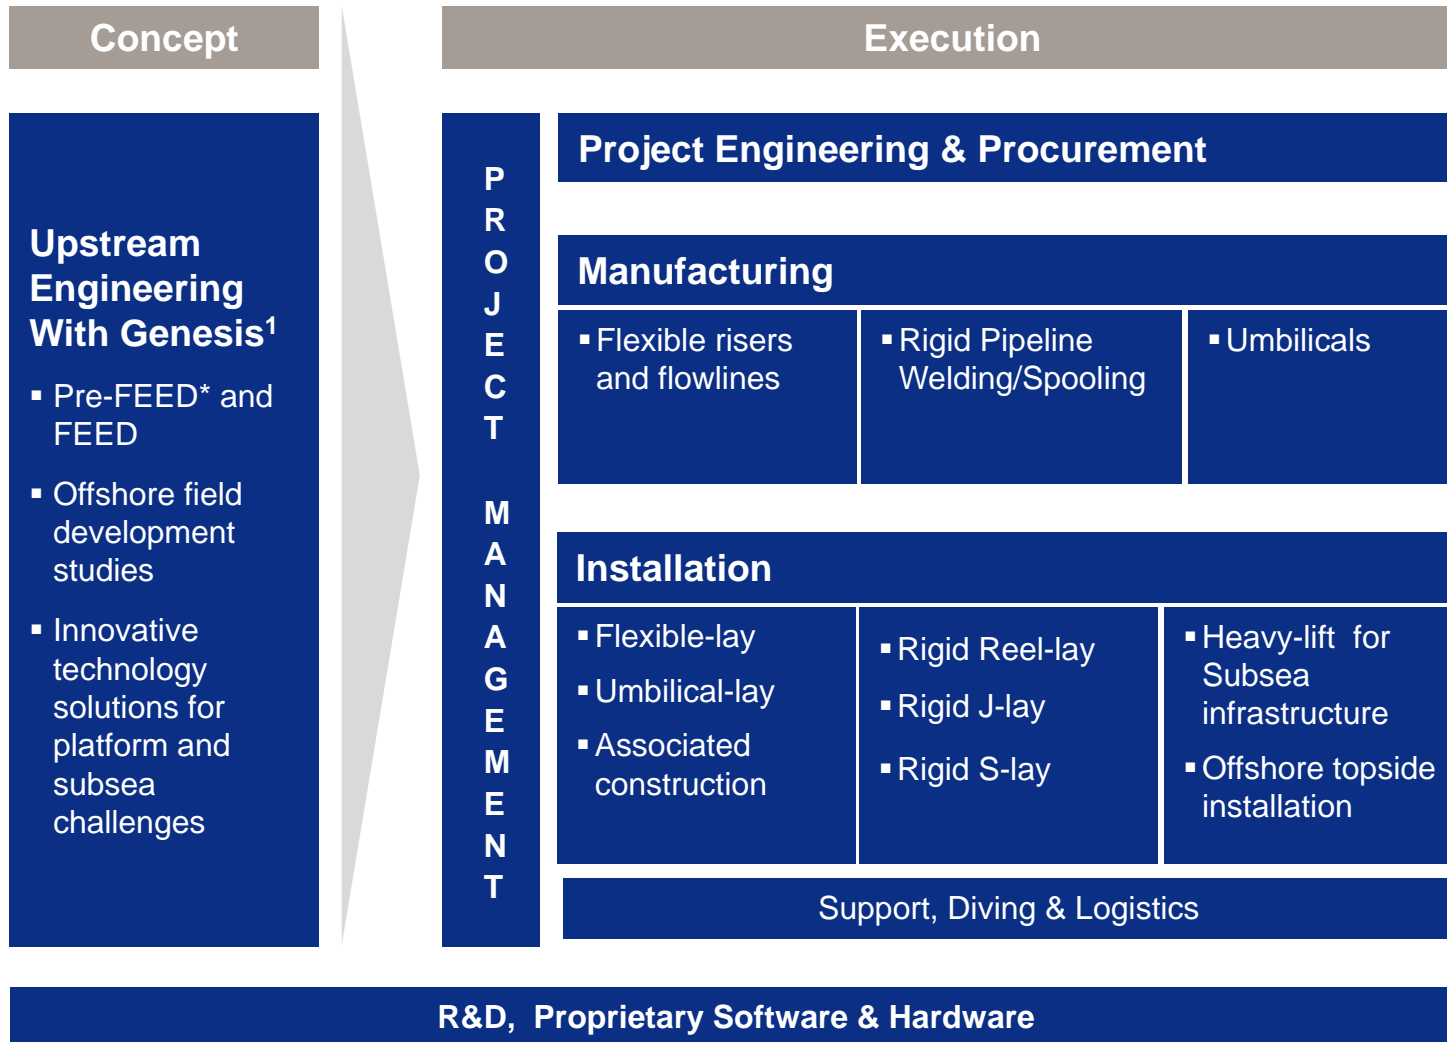 Concept
Execution
Upstream
Engineering
With Genesis1
▪ Pre-FEED* and
FEED
▪ Offshore field
development
studies
▪ Innovative
technology
solutions for
platform and
subsea
challenges
P
R
O
J
E
C
T
M
A
N
A
G
E
M
E
N
T
Project Engineering & Procurement
Manufacturing
▪ Flexible risers
and flowlines
▪ Rigid Pipeline
Welding/Spooling
▪ Umbilicals
Installation
▪ Flexible-lay
▪ Umbilical-lay
▪ Associated
construction
▪ Rigid Reel-lay
▪ Rigid J-lay
▪ Rigid S-lay
▪ Heavy-lift for
Subsea
infrastructure
▪ Offshore topside
installation
Support, Diving & Logistics
R&D, Proprietary Software & Hardware